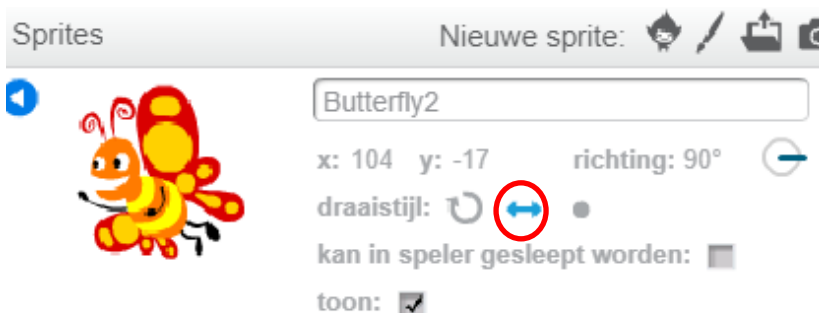 Sprites Nieuwe sprite:
Butterfly2
x: 104 y: -17 richting: 90°
draaistijl:
kan in speler gesleept worden:
toon: